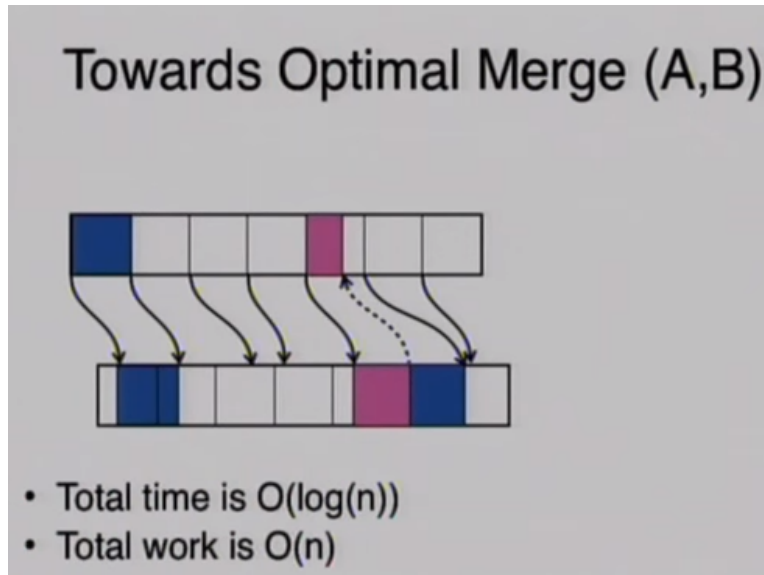 Towards Optimal Merge (A,B)
• Total time is O(log(n))
• Total work is O(n)